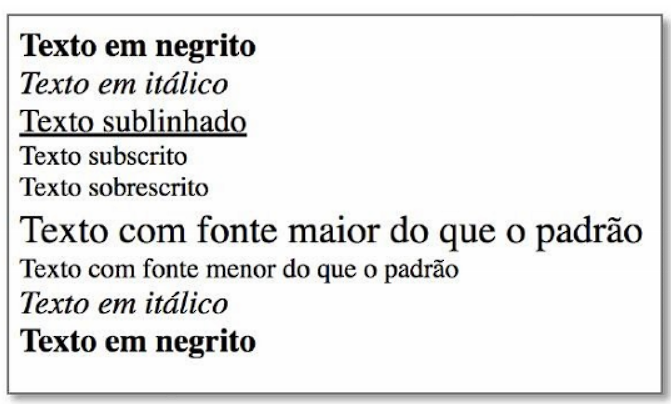 Texto em negrito
Texto em itálico
Texto sublinhado
Texto subscrito
Texto sobrescrito
Texto com fonte maior do que o padrão
Texto com fonte menor do que o padrão
Texto em itálico
Texto em negrito